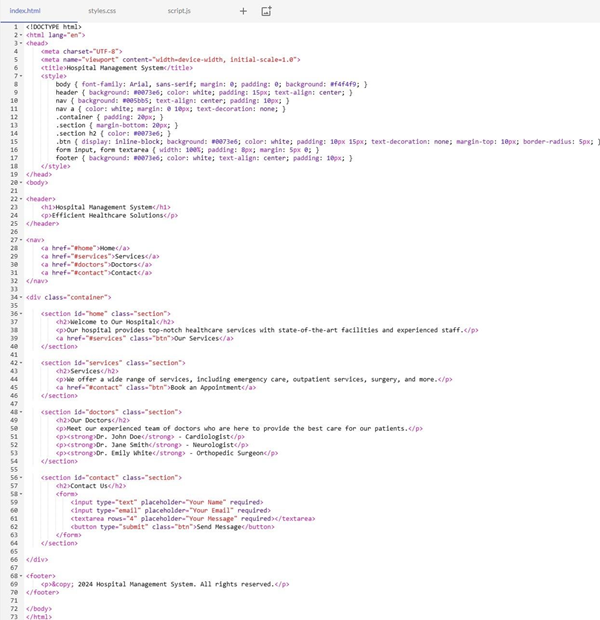 index.html styles.css script.js
1 <!DOCTYPE html>
2 <html lang="en">
3 <head>
4 <meta charset="UTF-8">
5 <meta name="viewport" content="width=device-width, initial-scale=1.0">
6 <title>Hospital Management System</title>
7 <style>
8 body { font-family: Arial, sans-serif; margin: 0; padding: 0; background: #f4f4f9; }
9 header { background: #0073e6; color: white; padding: 15px; text-align: center; }
10 nav { background: #005bb5; text-align: center; padding: 10px; }
11 nav a { color: white; margin: 0 10px; text-decoration: none; }
12 .container { padding: 20px; }
13 .section { margin-bottom: 20px; }
14 .section h2 { color: #0073e6; }
15 .btn { display: inline-block; background: #0073e6; color: white; padding: 10px 15px; text-decoration: none; margin-top: 10px; border-radius: 5px; }
16 form input, form textarea { width: 100%; padding: 8px; margin: 5px 0; }
17 footer { background: #0073e6; color: white; text-align: center; padding: 10px; }
18 </style>
19 </head>
20 <body>
21
22 <header>
23 <h1>Hospital Management System</h1>
24 <p>Efficient Healthcare Solutions</p>
25 </header>
26
27 <nav>
28 <a href="#home">Home</a>
29 <a href="#services">Services</a>
30 <a href="#doctors">Doctors</a>
31 <a href="#contact">Contact</a>
32 </nav>
33
34 <div class="container">
35
36 <section id="home" class="section">
37 <h2>Welcome to Our Hospital</h2>
38 <p>Our hospital provides top-notch healthcare services with state-of-the-art facilities and experienced staff.</p>
39 <a href="#services" class="btn">Our Services</a>
40 </section>
41
42 <section id="services" class="section">
43 <h2>Services</h2>
44 <p>We offer a wide range of services, including emergency care, outpatient services, surgery, and more.</p>
45 <a href="#contact" class="btn">Book an Appointment</a>
46 </section>
47
48 <section id="doctors" class="section">
49 <h2>Our Doctors</h2>
50 <p>Meet our experienced team of doctors who are here to provide the best care for our patients.</p>
51 <p><strong>Dr. John Doe</strong> - Cardiologist</p>
52 <p><strong>Dr. Jane Smith</strong> - Neurologist</p>
53 <p><strong>Dr. Emily White</strong> - Orthopedic Surgeon</p>
54 </section>
55
56 <section id="contact" class="section">
57 <h2>Contact Us</h2>
58 <form>
59 <input type="text" placeholder="Your Name" required>
60 <input type="email" placeholder="Your Email" required>
61 <textarea rows="4" placeholder="Your Message" required></textarea>
62 <button type="submit" class="btn">Send Message</button>
63 </form>
64 </section>
65
66 </div>
67
68 <footer>
69 <p>&copy; 2024 Hospital Management System. All rights reserved.</p>
70 </footer>
71
72 </body>
73 </html>